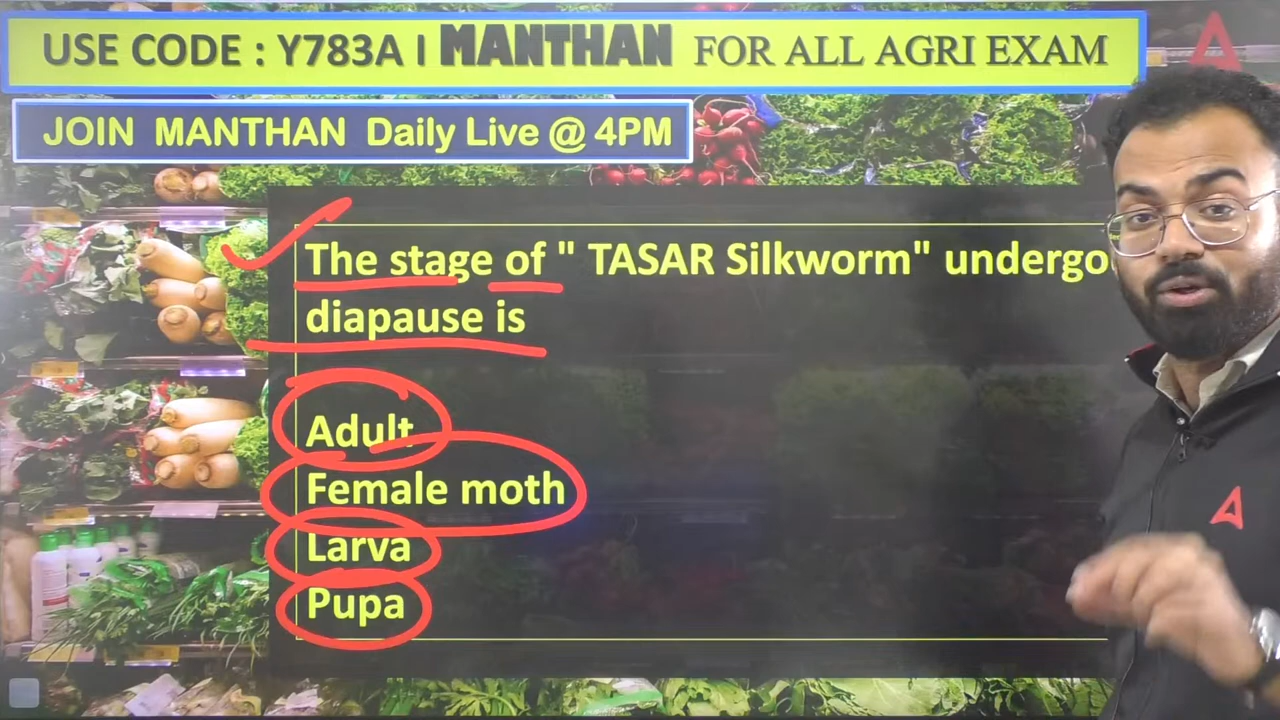 USE CODE : Y783A I MANTHAN FOR ALL AGRI EXAM
JOIN MANTHAN Daily Live @ 4PM
The stage of " TASAR Silkworm"
diapause is
Adult
Female moth
Larva
Pupa